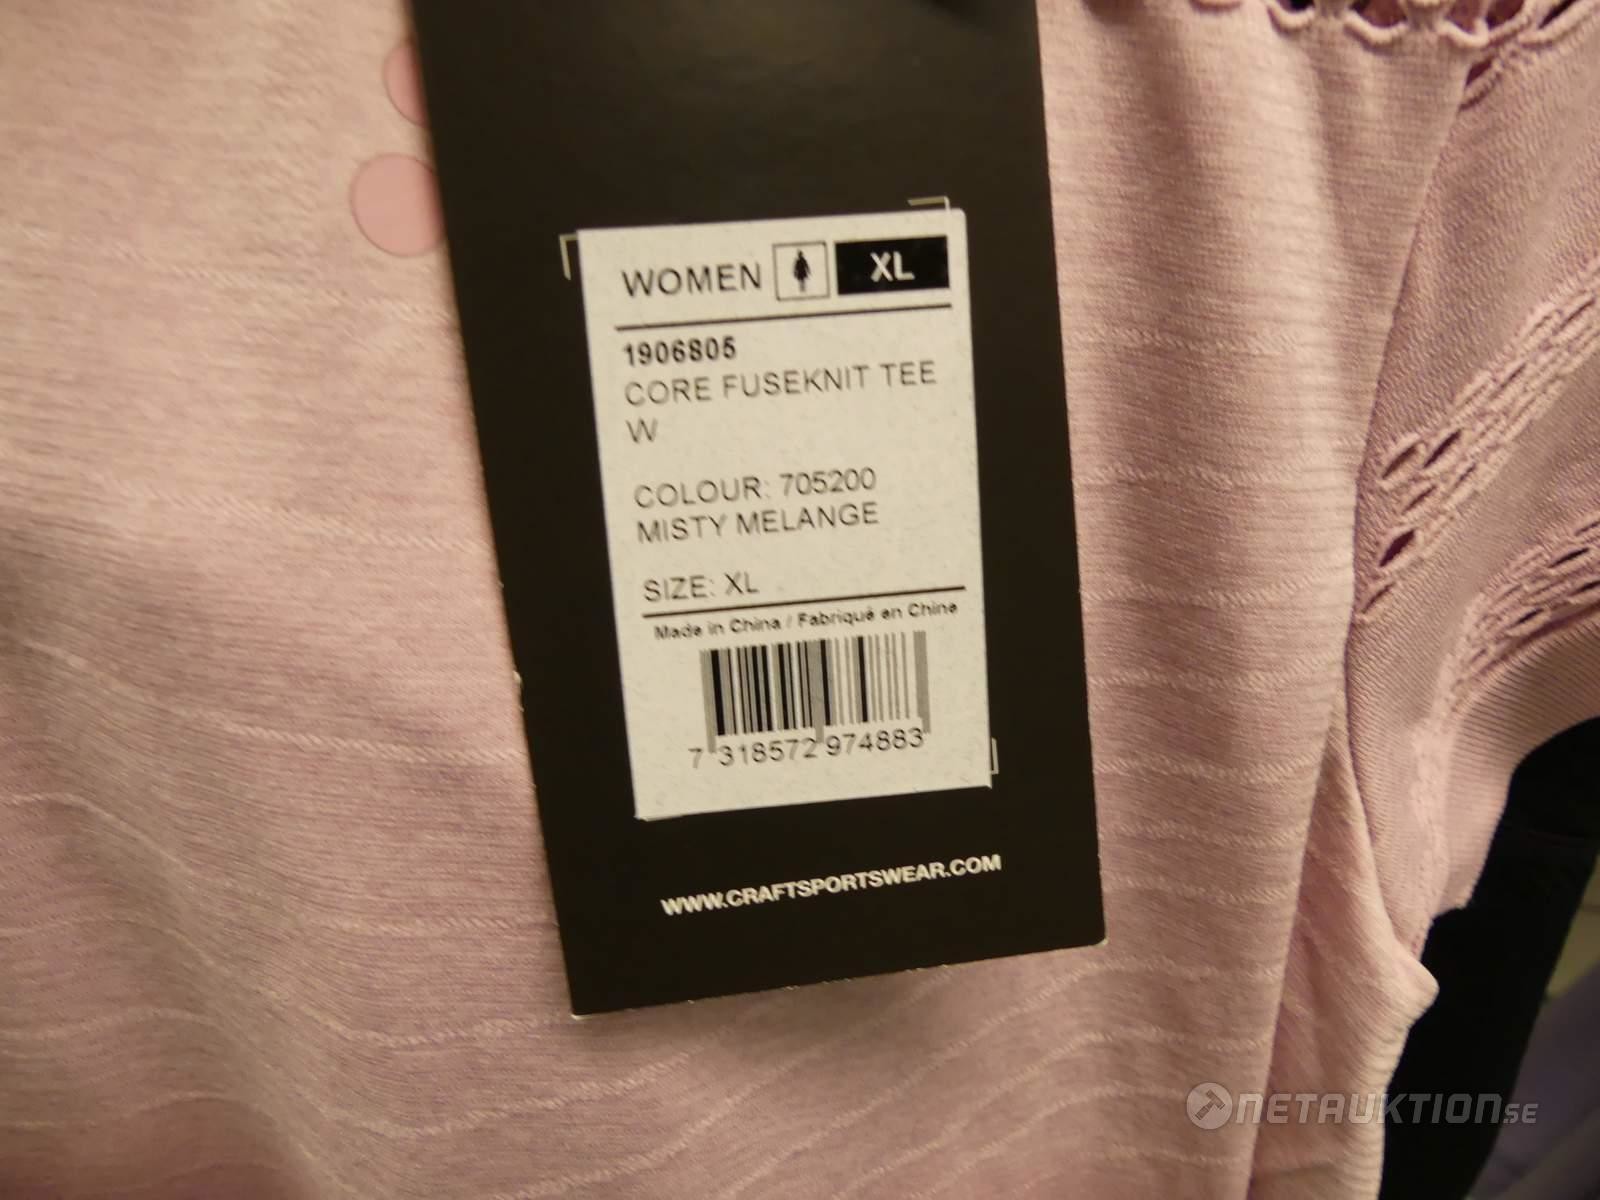 WOMEN XL
1906805
CORE FUSEKNIT TEE
W
COLOUR: 705200
MISTY MELANGE
SIZE: XL
Made in China / Fabriqué en Chine
7 318572 974883
WWW.CRAFTSPORTSWEAR.COM
NETAUKTION.SE